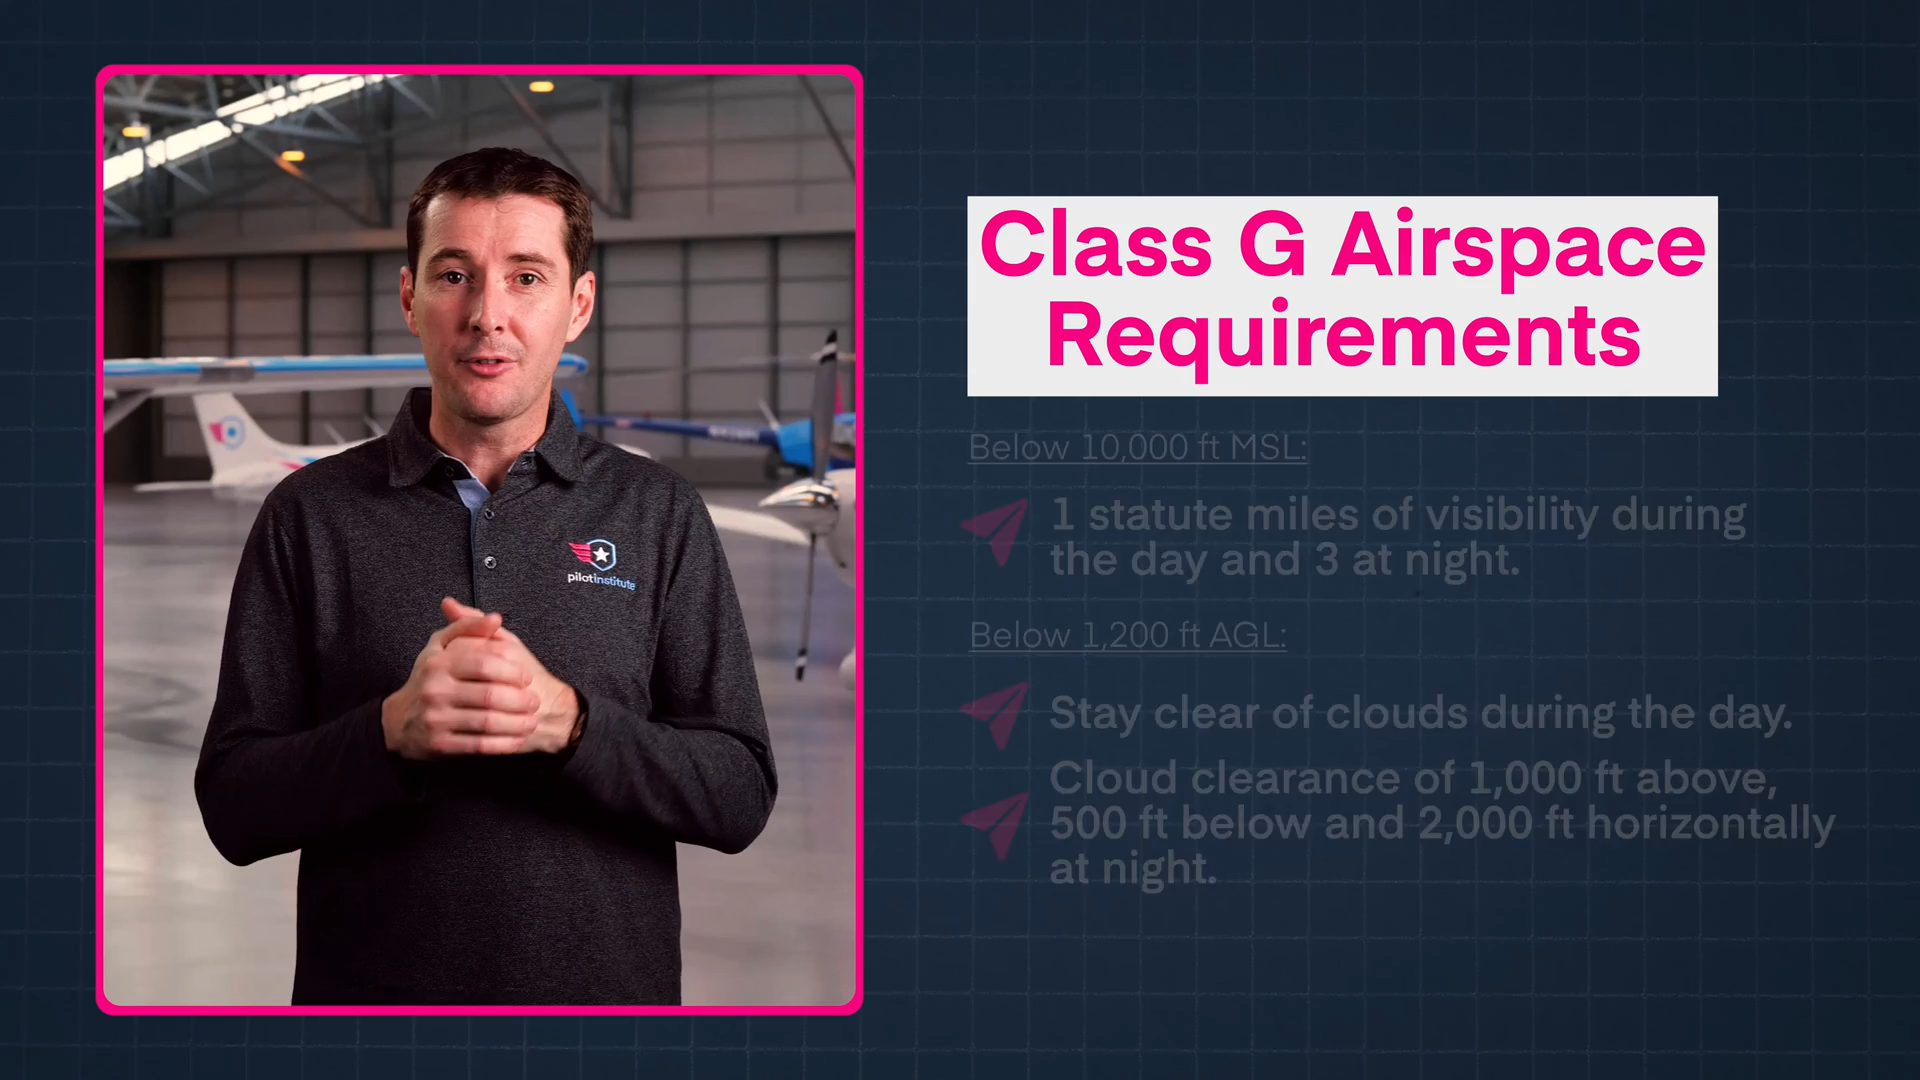 Class G Airspace
Requirements
Below 10,000 ft MSL:
1 statute miles of visibility during
the day and 3 at night.
Below 1,200 ft AGL:
Stay clear of clouds during the day.
Cloud clearance of 1,000 ft above,
500 ft below and 2,000 ft horizontally
at night.
pilotinstitute